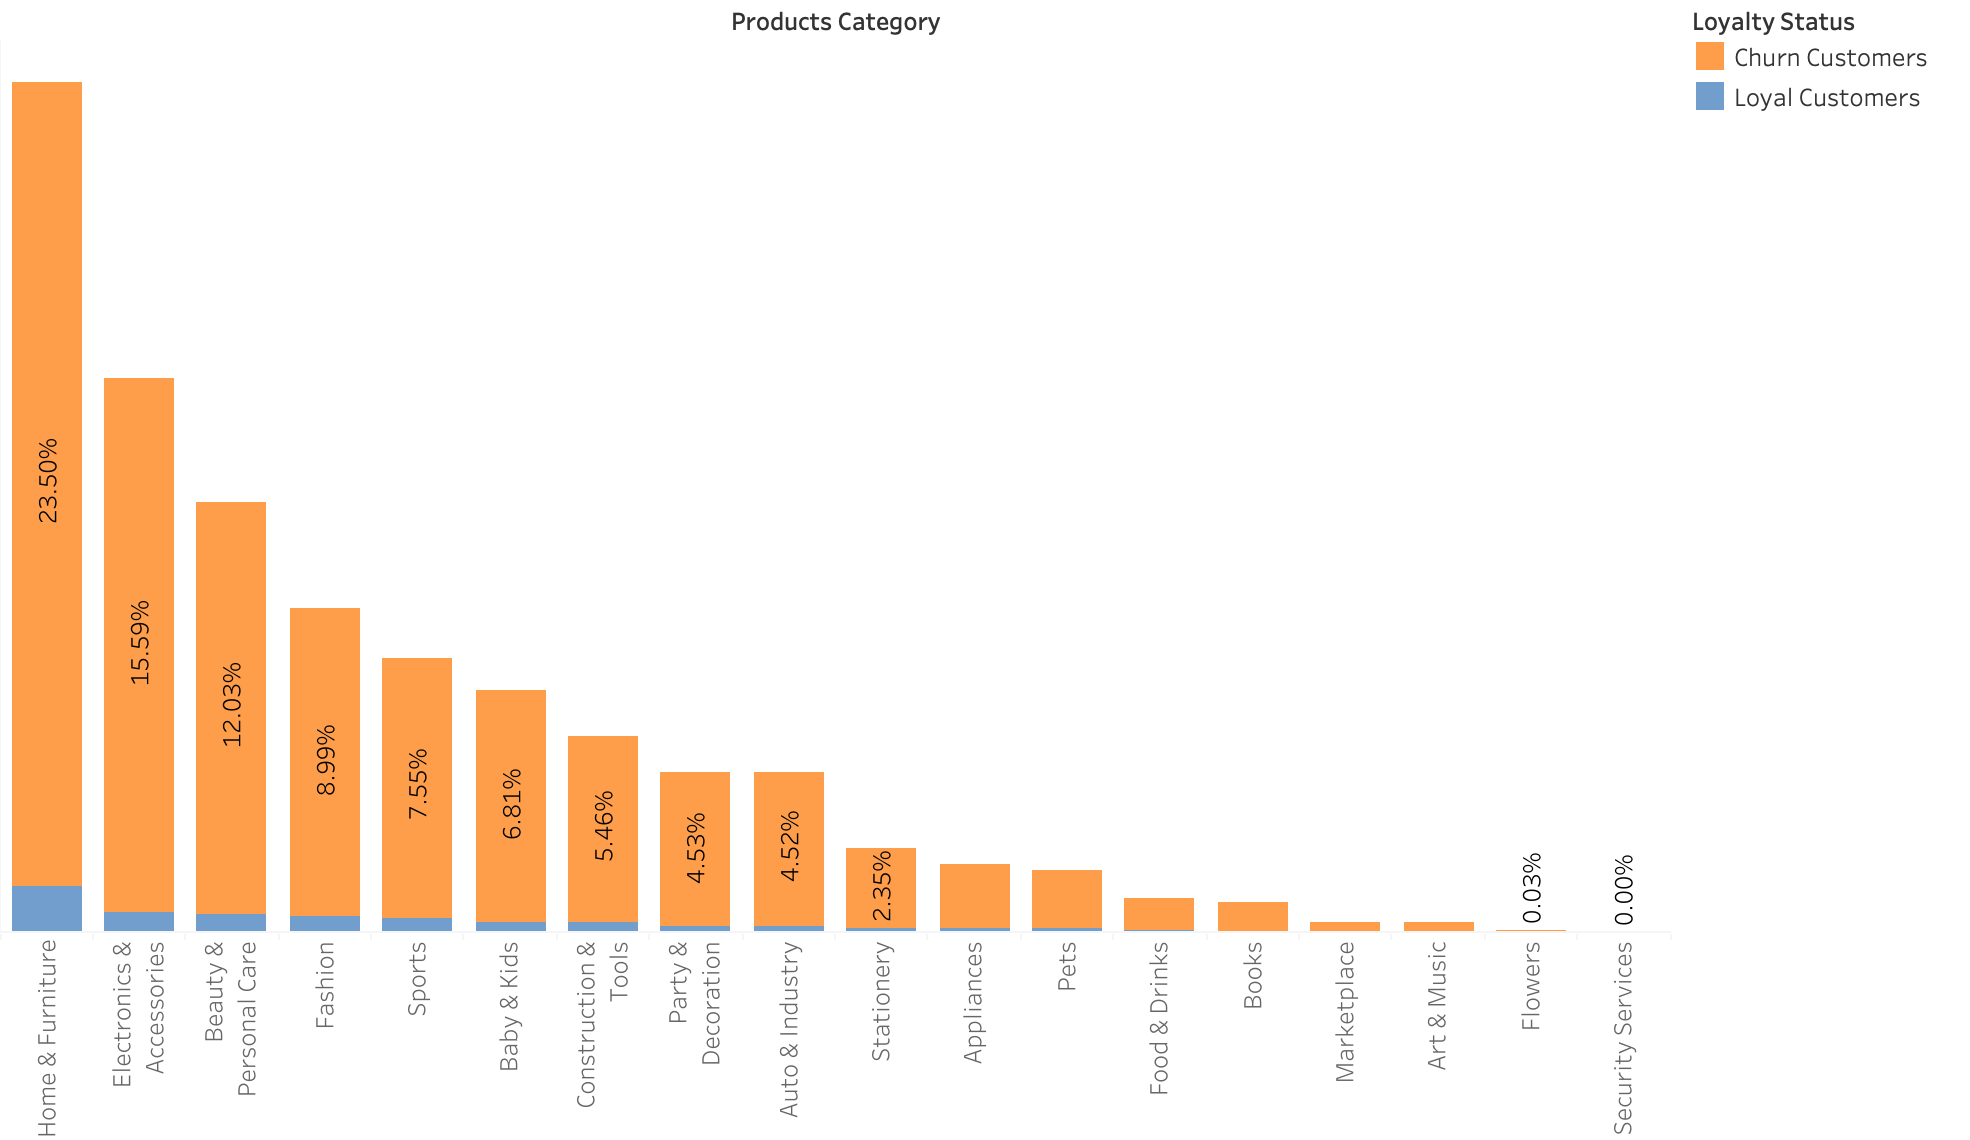 Products Category
Loyalty Status
Churn Customers
Loyal Customers
23.50%
15.59%
12.03%
8.99%
7.55%
6.81%
5.46%
4.53%
4.52%
2.35%
0.03%
0.00%
Home & Furniture
Electronics &
Accessories
Beauty &
Personal Care
Fashion
Sports
Baby & Kids
Construction &
Tools
Party &
Decoration
Auto & Industry
Stationery
Appliances
Pets
Food & Drinks
Books
Marketplace
Art & Music
Flowers
Security Services